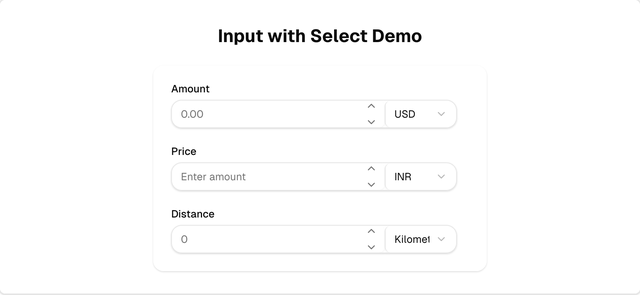 Input with Select Demo
Amount
0.00
USD
Price
Enter amount
INR
Distance
0
Kilomet